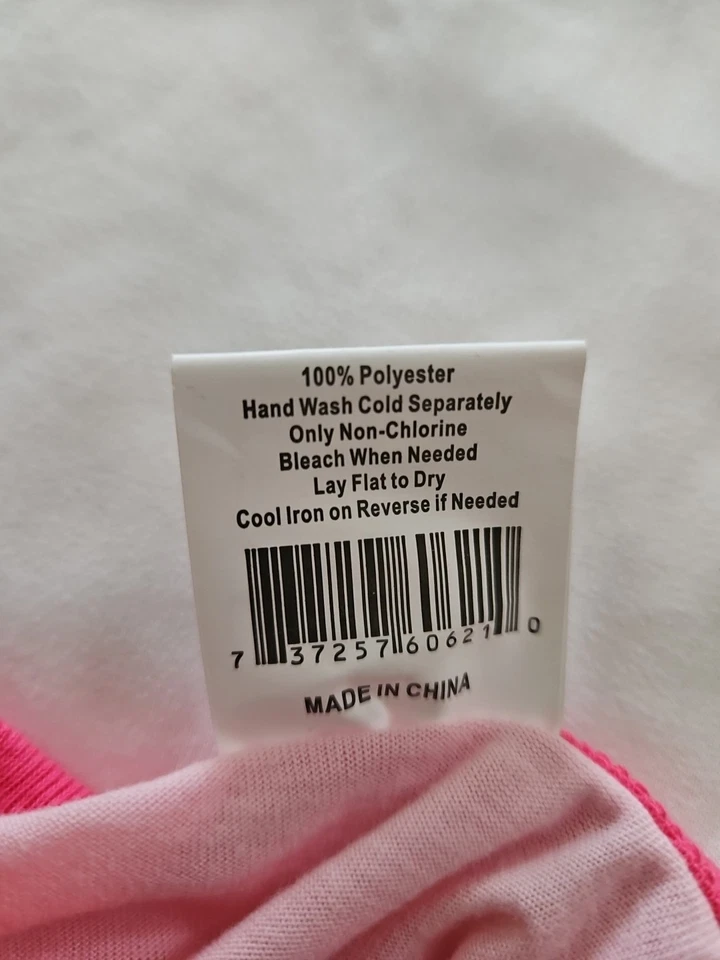 100% Polyester
Hand Wash Cold Separately
Only Non-Chlorine
Bleach When Needed
Lay Flat to Dry
Cool Iron on Reverse if Needed
7 37257 60621 0
MADE IN CHINA